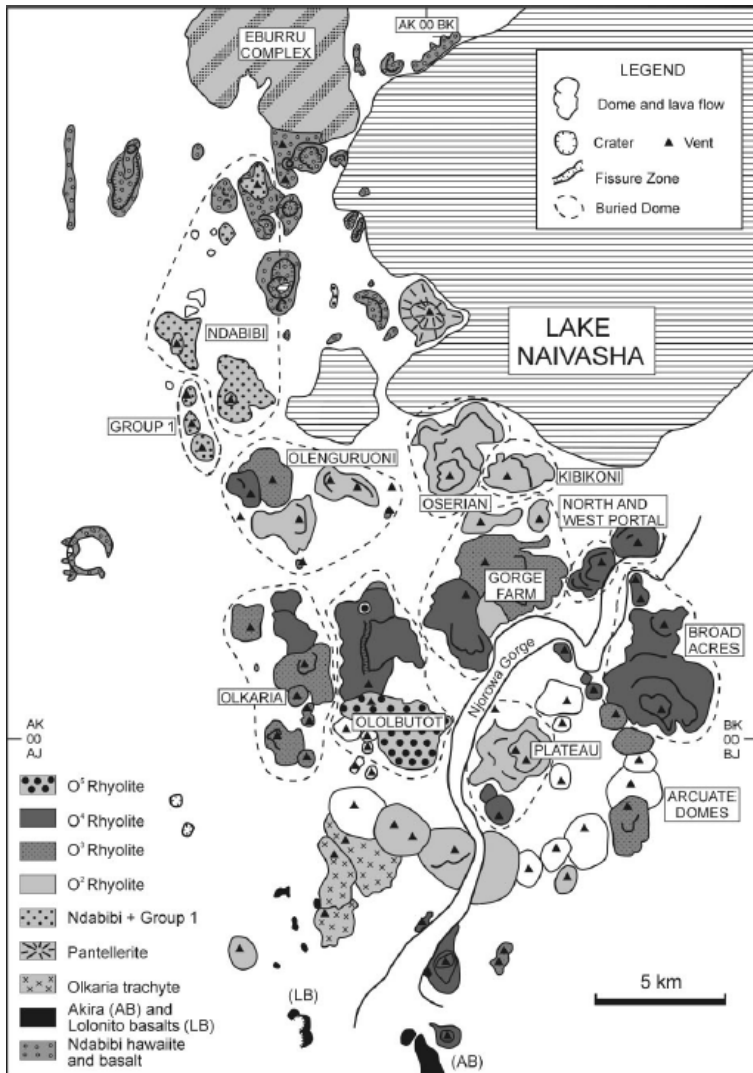 AK 00 BK
EBURRU
COMPLEX
LEGEND
Dome and lava flow
Crater
Vent
Fissure Zone
Buried Dome
LAKE
NAIVASHA
NDABIBI
GROUP 1
OLENGURUONI
OSERIAN
KIBIKONI
NORTH AND
WEST PORTAL
GORGE
FARM
BROAD
ACRES
Njorowa Gorge
OLKARIA
OLOLBUTOT
PLATEAU
ARCUATE
DOMES
AK
00
AJ
BK
00
BJ
O⁵ Rhyolite
O⁴ Rhyolite
O³ Rhyolite
O² Rhyolite
Ndabibi + Group 1
Pantellerite
Olkaria trachyte
Akira (AB) and
Lolonito basalts (LB)
Ndabibi hawaiite
and basalt
(LB)
(AB)
5 km